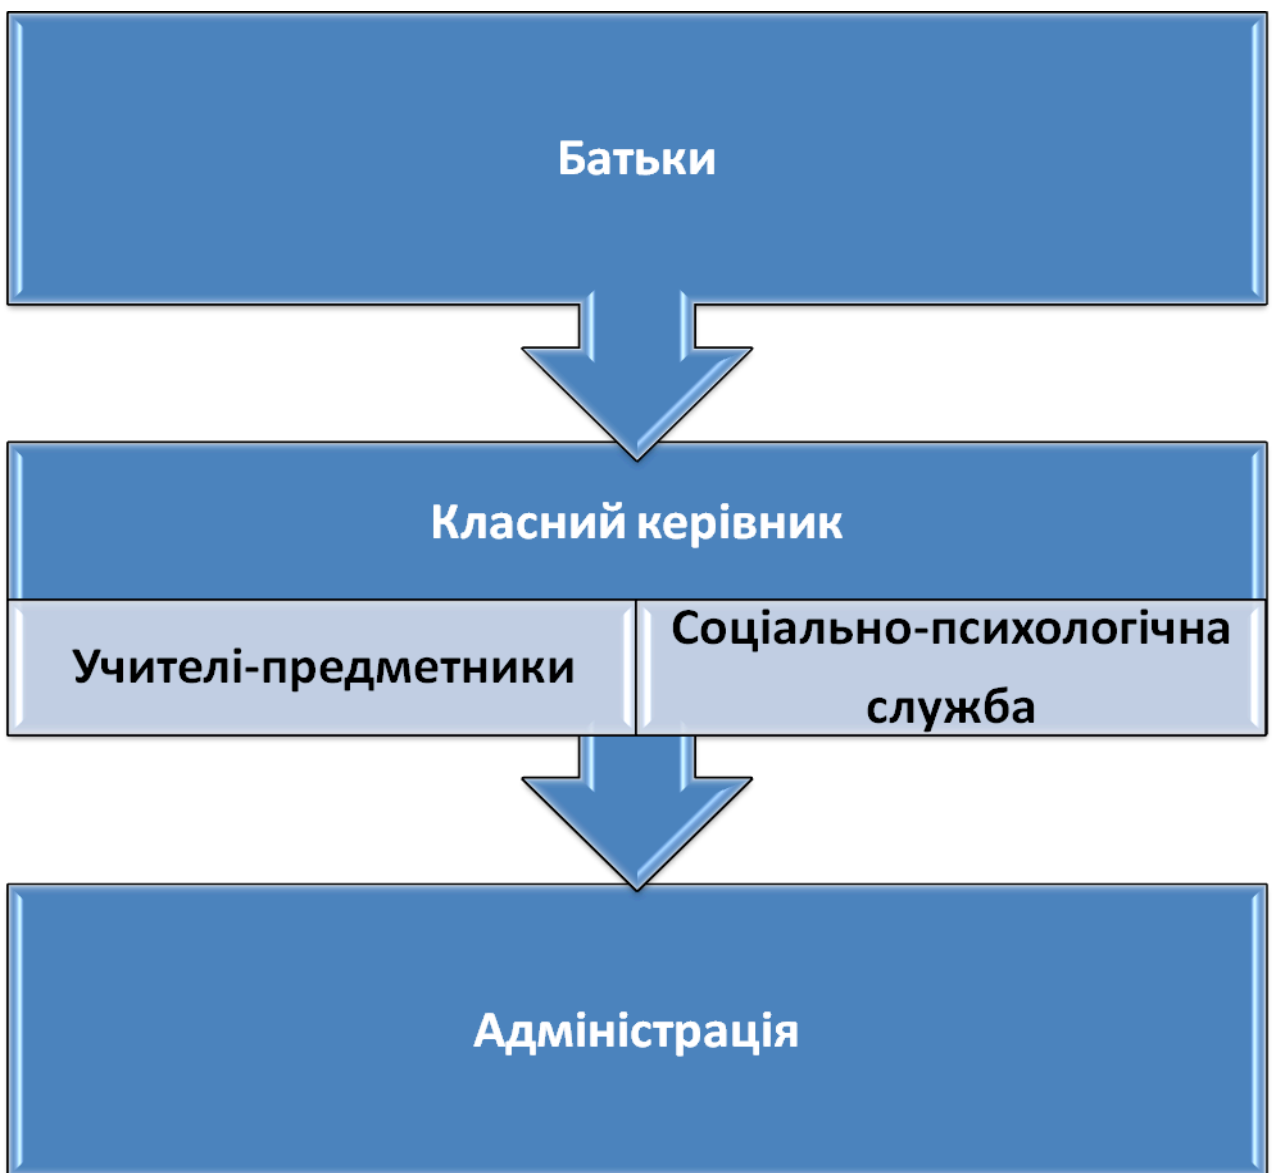 Батьки
Класний керівник
Учителі-предметники
Соціально-психологічна
служба
Адміністрація